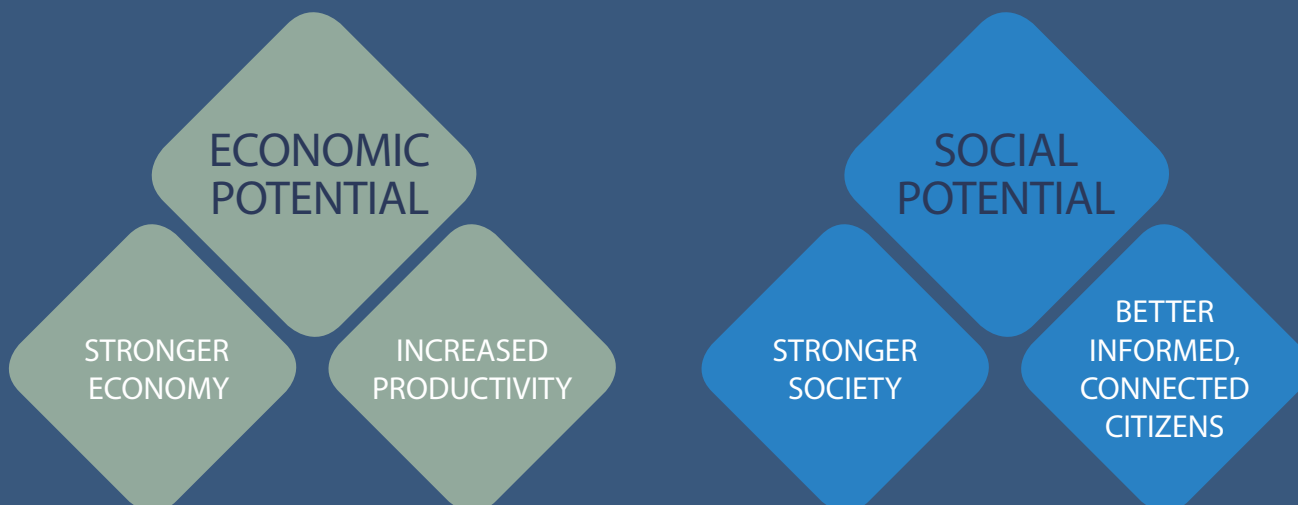 ECONOMIC
POTENTIAL
STRONGER
ECONOMY
INCREASED
PRODUCTIVITY
SOCIAL
POTENTIAL
STRONGER
SOCIETY
BETTER
INFORMED,
CONNECTED
CITIZENS